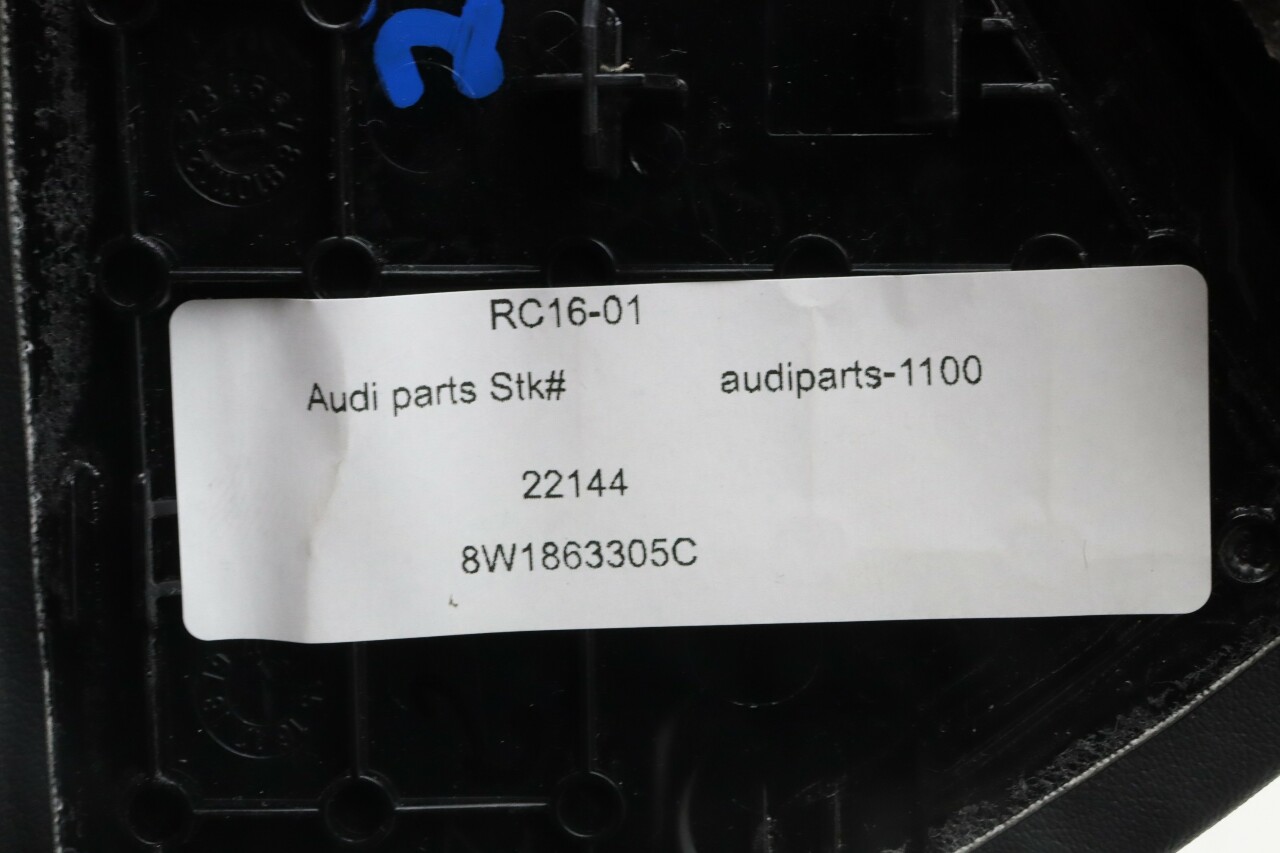 RC16-01
Audi parts Stk# audiparts-1100
22144
8W1863305C